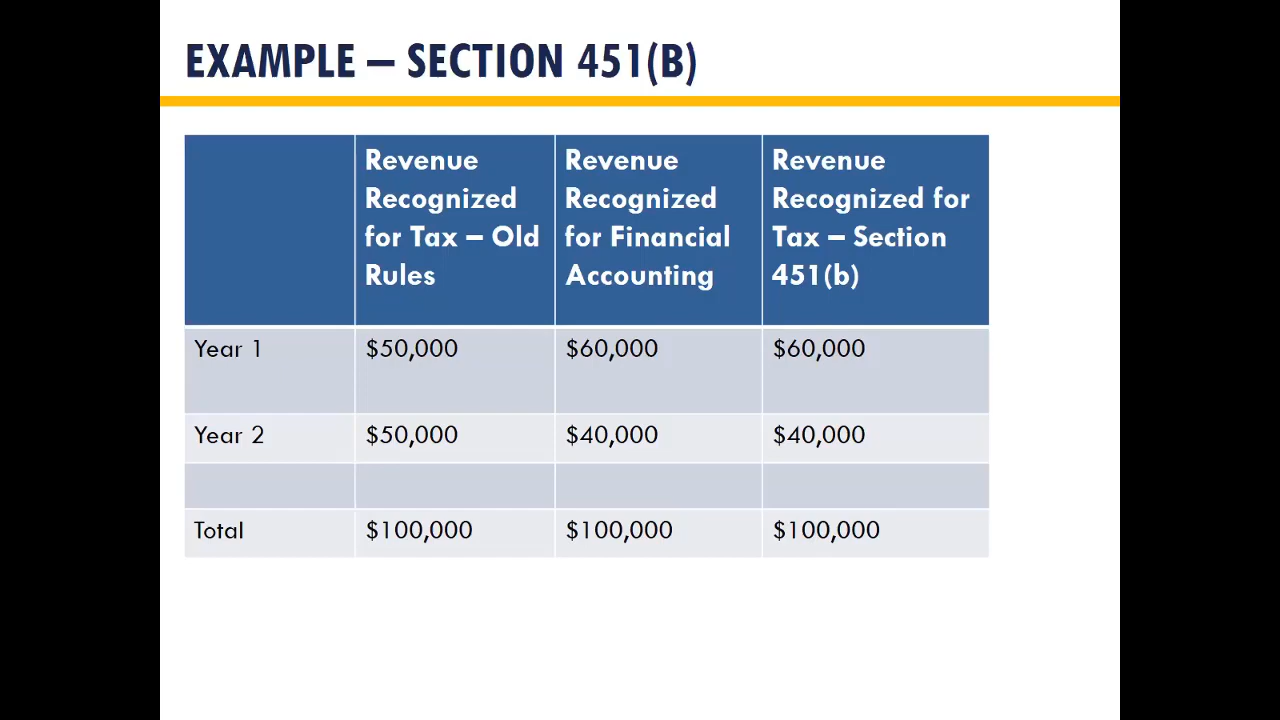 EXAMPLE – SECTION 451(B)
Revenue Recognized for Tax – Old Rules
Revenue Recognized for Financial Accounting
Revenue Recognized for Tax – Section 451(b)
Year 1 $50,000 $60,000 $60,000
Year 2 $50,000 $40,000 $40,000
Total $100,000 $100,000 $100,000